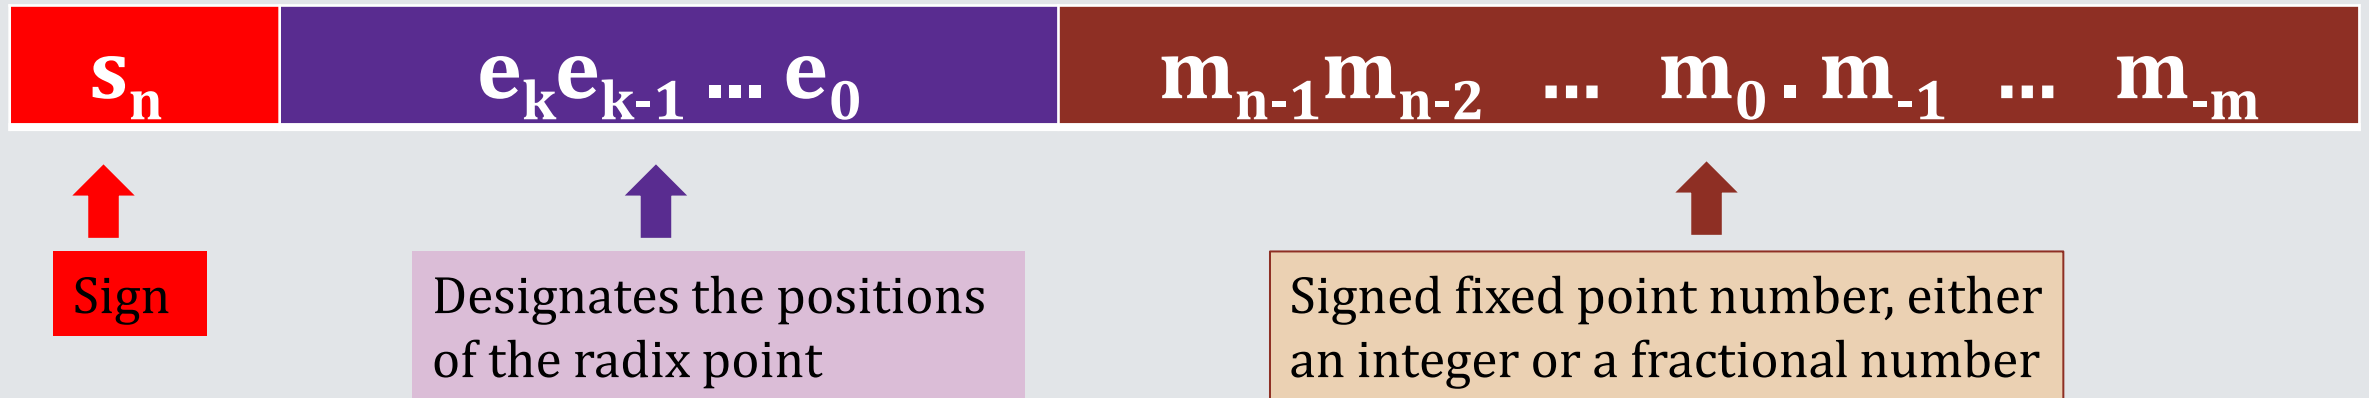 sₙ eₖeₖ₋₁ ... e₀ mₙ₋₁mₙ₋₂ ... m₀ . m₋₁ ... m₋ₘ
Sign
Designates the positions
of the radix point
Signed fixed point number, either
an integer or a fractional number